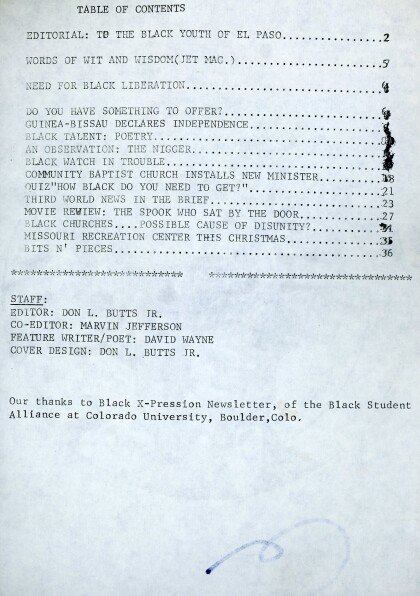 TABLE OF CONTENTS
EDITORIAL: TO THE BLACK YOUTH OF EL PASO................2
WORDS OF WIT AND WISDOM(JET MAG.).......................5
NEED FOR BLACK LIBERATION...............................
DO YOU HAVE SOMETHING TO OFFER?.........................
GUINEA-BISSAU DECLARES INDEPENDENCE.....................
BLACK TALENT: POETRY....................................
AN OBSERVATION: THE NIGGER..............................
BLACK WATCH IN TROUBLE..................................
COMMUNITY BAPTIST CHURCH INSTALLS NEW MINISTER..........18
QUIZ"HOW BLACK DO YOU NEED TO GET?".....................21
THIRD WORLD NEWS IN THE BRIEF...........................23
MOVIE REVIEW: THE SPOOK WHO SAT BY THE DOOR.............27
BLACK CHURCHES....POSSIBLE CAUSE OF DISUNITY?...........
MISSOURI RECREATION CENTER THIS CHRISTMAS...............35
BITS N' PIECES..........................................36
*************************** ********************************
STAFF:
EDITOR: DON L. BUTTS JR.
CO-EDITOR: MARVIN JEFFERSON
FEATURE WRITER/POET: DAVID WAYNE
COVER DESIGN: DON L. BUTTS JR.
Our thanks to Black X-Pression Newsletter, of the Black Student
Alliance at Colorado University, Boulder,Colo.